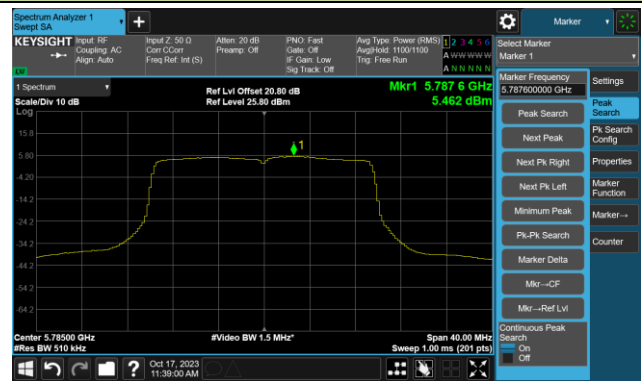 Spectrum Analyzer 1
Swept SA
+
Marker
KEYSIGHT
Input: RF
Coupling: AC
Align: Auto
Input Z: 50 Ω
Corr CCorr
Freq Ref: Int (S)
Atten: 20 dB
Preamp: Off
PNO: Fast
Gate: Off
IF Gain: Low
Sig Track: Off
Avg Type: Power (RMS)
Avg|Hold: 1100/1100
Trig: Free Run
1 2 3 4 5 6
A W W W W W
A N N N N N
Select Marker
Marker 1
1 Spectrum
Scale/Div 10 dB
Log
Ref Lvl Offset 20.80 dB
Ref Level 25.80 dBm
Mkr1 5.787 6 GHz
5.462 dBm
1
15.8
5.80
-4.20
-14.2
-24.2
-34.2
-44.2
-54.2
-64.2
Center 5.78500 GHz
#Res BW 510 kHz
#Video BW 1.5 MHz*
Span 40.00 MHz
Sweep 1.00 ms (201 pts)
Marker Frequency
5.787600000 GHz
Peak Search
Next Peak
Next Pk Right
Next Pk Left
Minimum Peak
Pk-Pk Search
Marker Delta
Mkr→CF
Mkr→Ref Lvl
Continuous Peak
Search
On
Off
Settings
Peak
Search
Pk Search
Config
Properties
Marker
Function
Marker→
Counter
?
Oct 17, 2023
11:39:00 AM